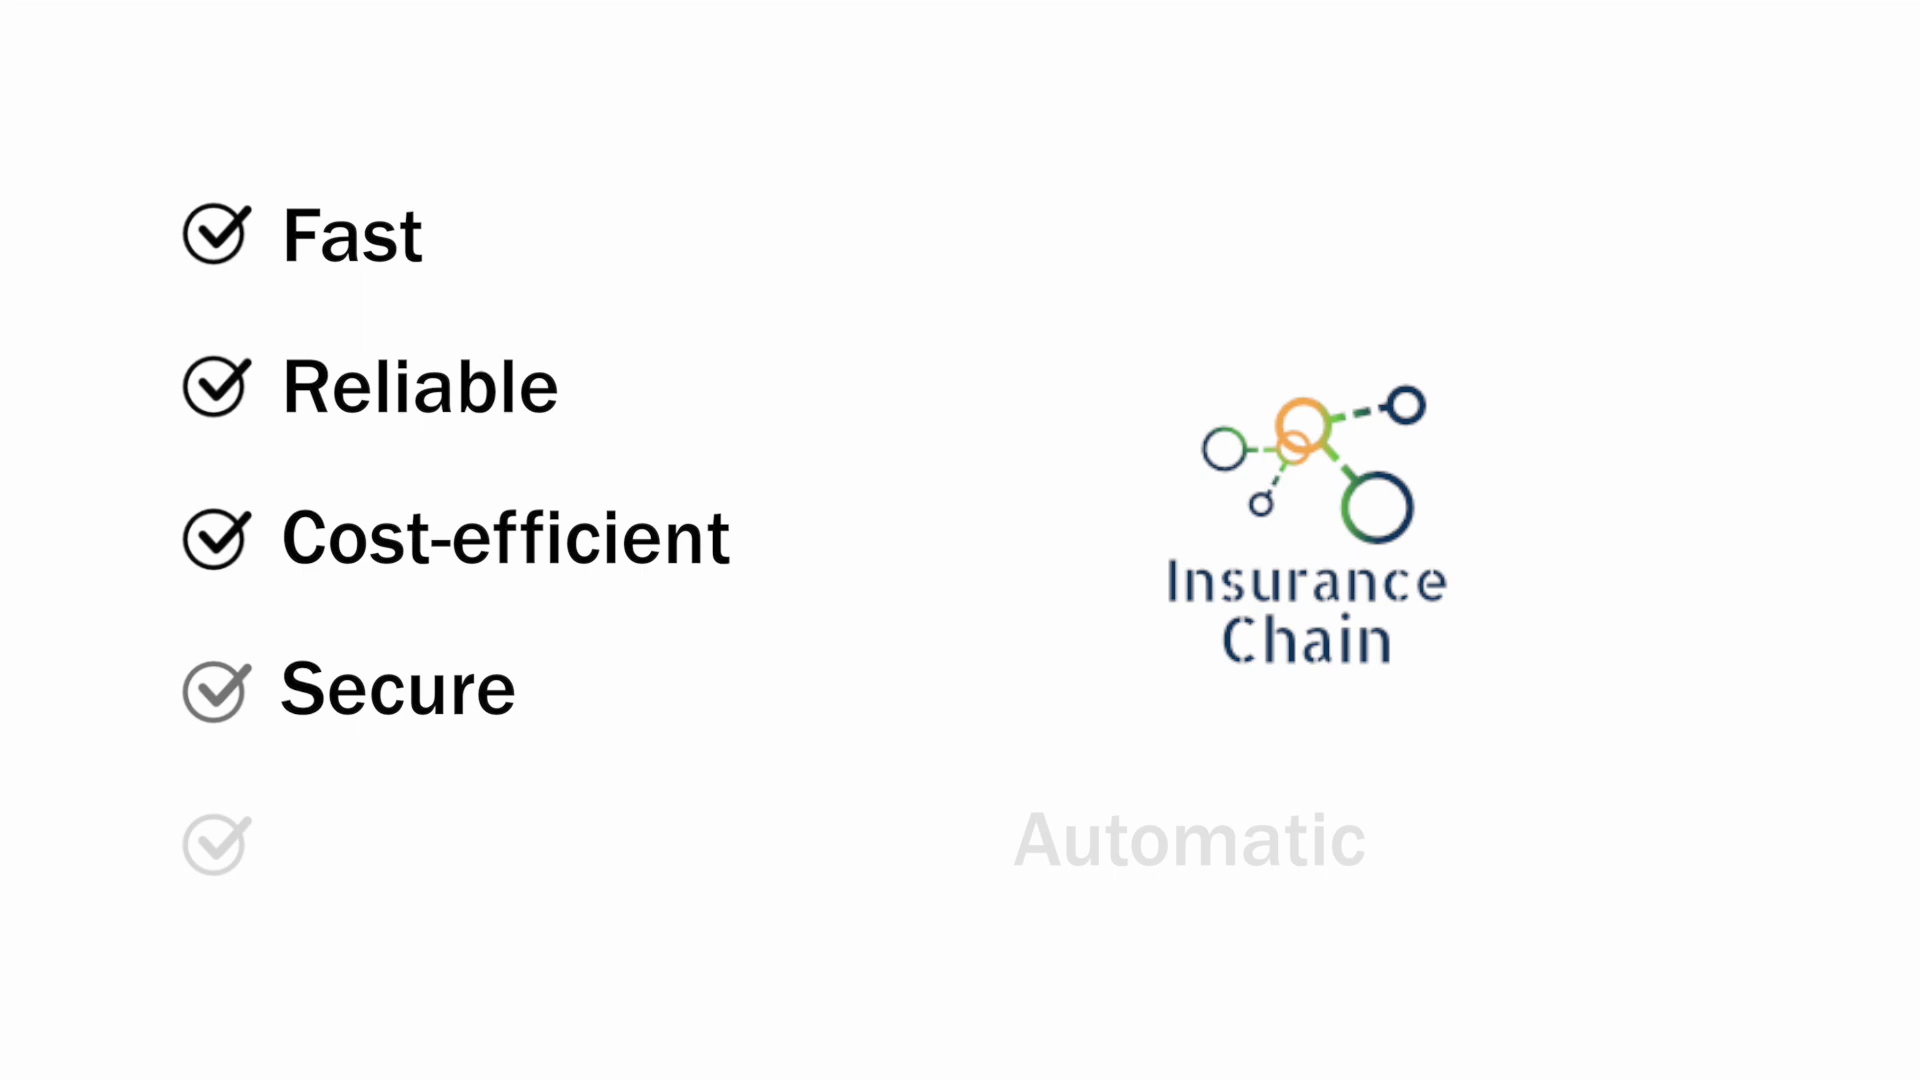 Fast
Reliable
Cost-efficient
Secure
Automatic
Insurance
Chain